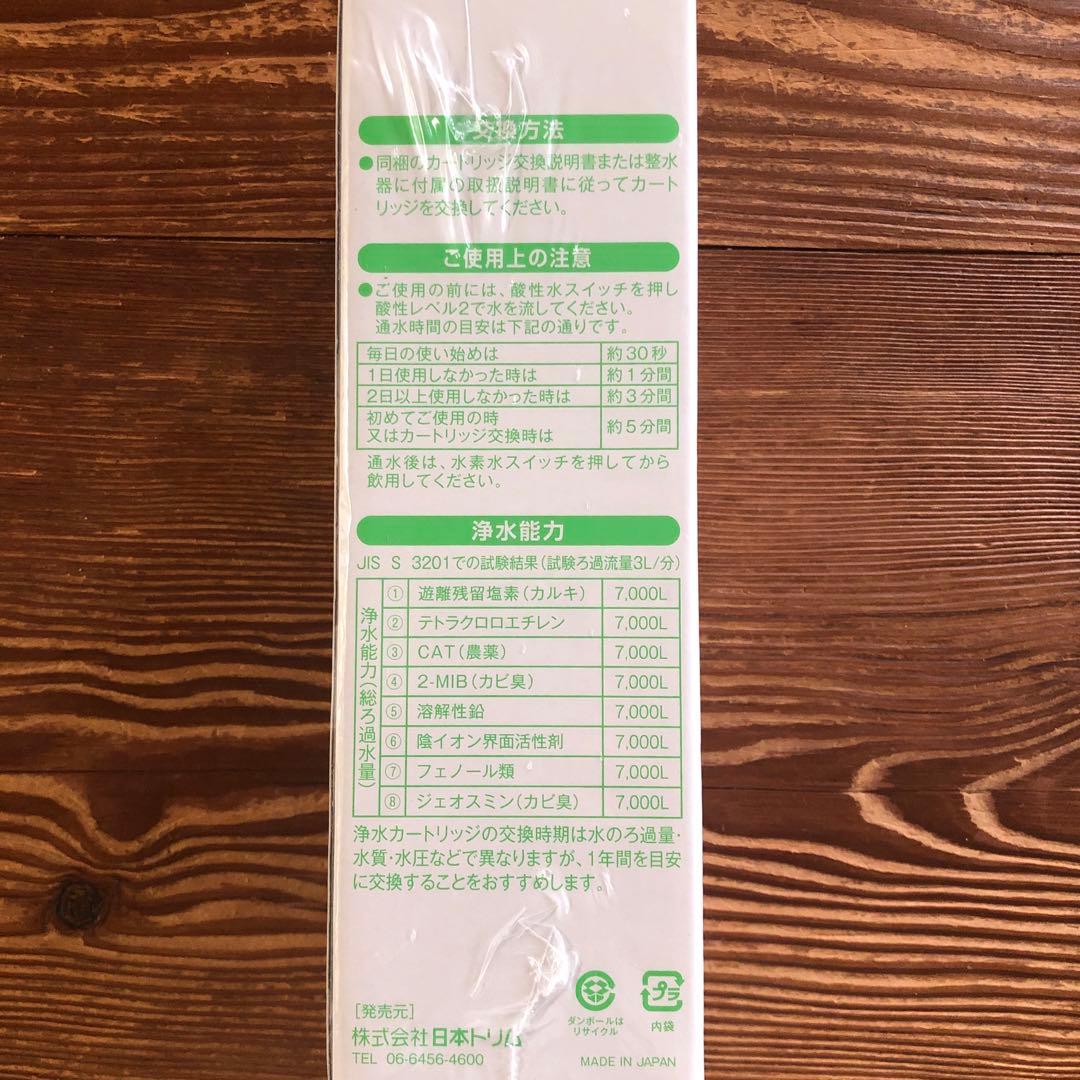 交換方法
●同梱のカートリッジ交換説明書または整水
器に付属の取扱説明書に従ってカート
リッジを交換してください。
ご使用上の注意
●ご使用の前には、酸性水スイッチを押し
酸性レベル2で水を流してください。
通水時間の目安は下記の通りです。
毎日の使い始めは 約30秒
1日使用しなかった時は 約1分間
2日以上使用しなかった時は 約3分間
初めてご使用の時
又はカートリッジ交換時は 約5分間
通水後は、水素水スイッチを押してから
飲用してください。
浄水能力
JIS S 3201での試験結果(試験ろ過流量3L/分)
浄水能力(総ろ過水量)
① 遊離残留塩素(カルキ) 7,000L
② テトラクロロエチレン 7,000L
③ CAT(農薬) 7,000L
④ 2-MIB(カビ臭) 7,000L
⑤ 溶解性鉛 7,000L
⑥ 陰イオン界面活性剤 7,000L
⑦ フェノール類 7,000L
⑧ ジェオスミン(カビ臭) 7,000L
浄水カートリッジの交換時期は水のろ過量・
水質・水圧などで異なりますが、1年間を目安
に交換することをおすすめします。
[発売元]
株式会社日本トリム
TEL 06-6456-4600
ダンボールは
リサイクル
プラ
内袋
MADE IN JAPAN